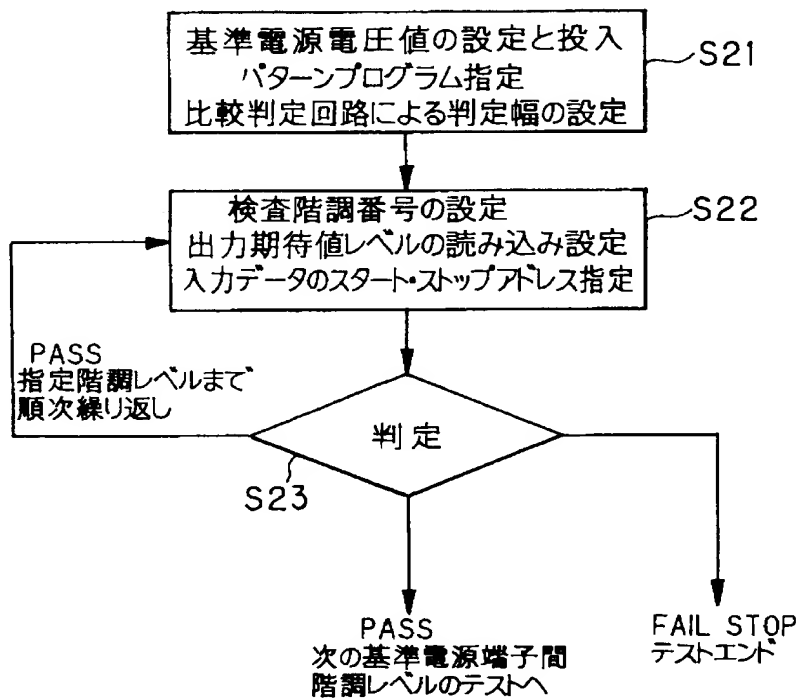 基準電源電圧値の設定と投入
パターンプログラム指定
比較判定回路による判定幅の設定
S21
検査階調番号の設定
出力期待値レベルの読み込み設定
入力データのスタート・ストップアドレス指定
S22
PASS
指定階調レベルまで
順次繰り返し
判定
S23
PASS
次の基準電源端子間
階調レベルのテストへ
FAIL STOP
テストエンド